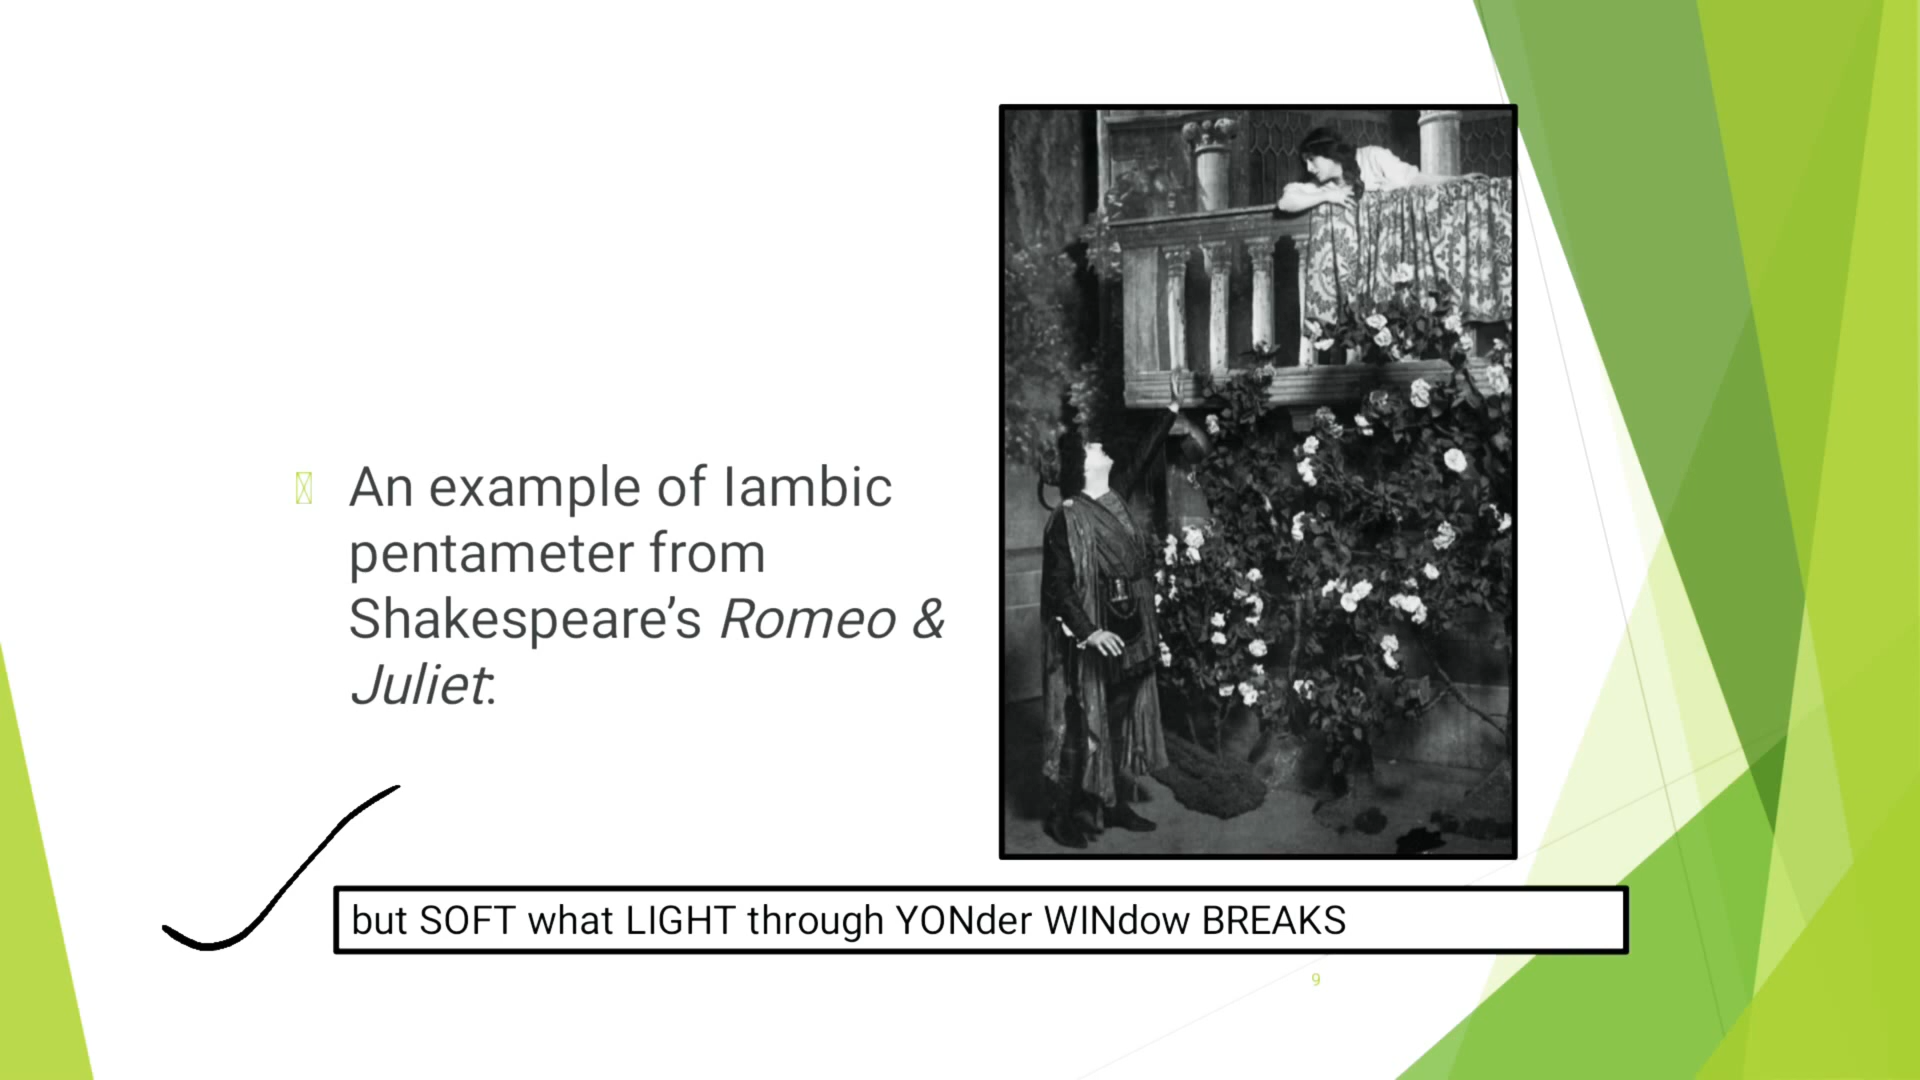 An example of Iambic
pentameter from
Shakespeare’s Romeo &
Juliet:
but SOFT what LIGHT through YONder WINdow BREAKS
9